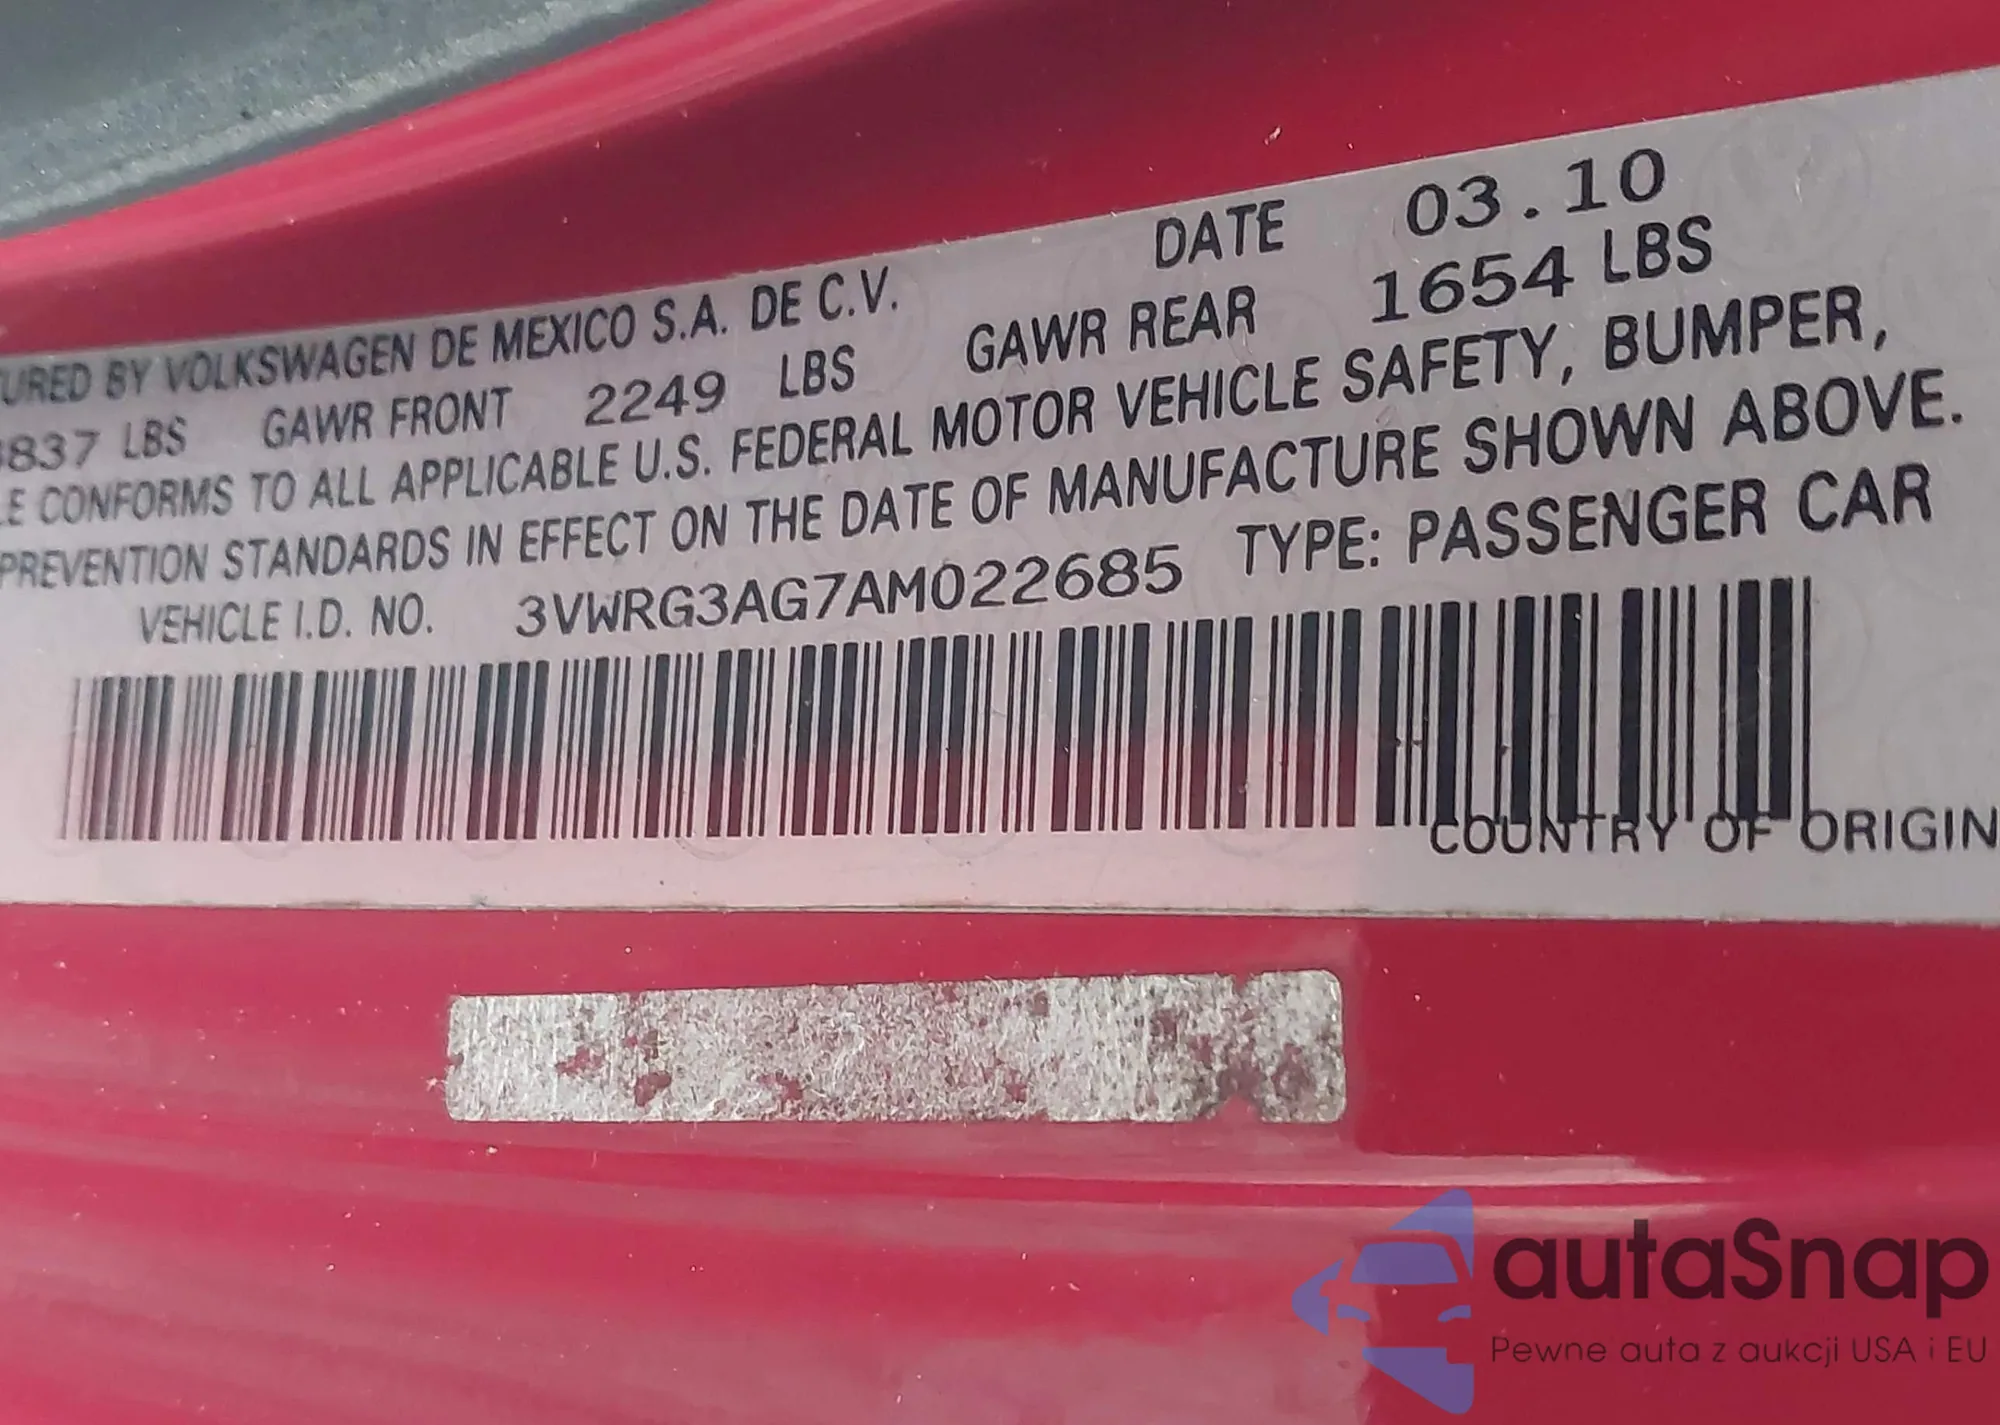 DATE 03.10
URED BY VOLKSWAGEN DE MEXICO S.A. DE C.V.
837 LBS GAWR FRONT 2249 LBS GAWR REAR 1654 LBS
LE CONFORMS TO ALL APPLICABLE U.S. FEDERAL MOTOR VEHICLE SAFETY, BUMPER,
PREVENTION STANDARDS IN EFFECT ON THE DATE OF MANUFACTURE SHOWN ABOVE.
VEHICLE I.D. NO. 3VWRG3AG7AM022685 TYPE: PASSENGER CAR
COUNTRY OF ORIGIN
autaSnap
Pewne auta z aukcji USA i EU